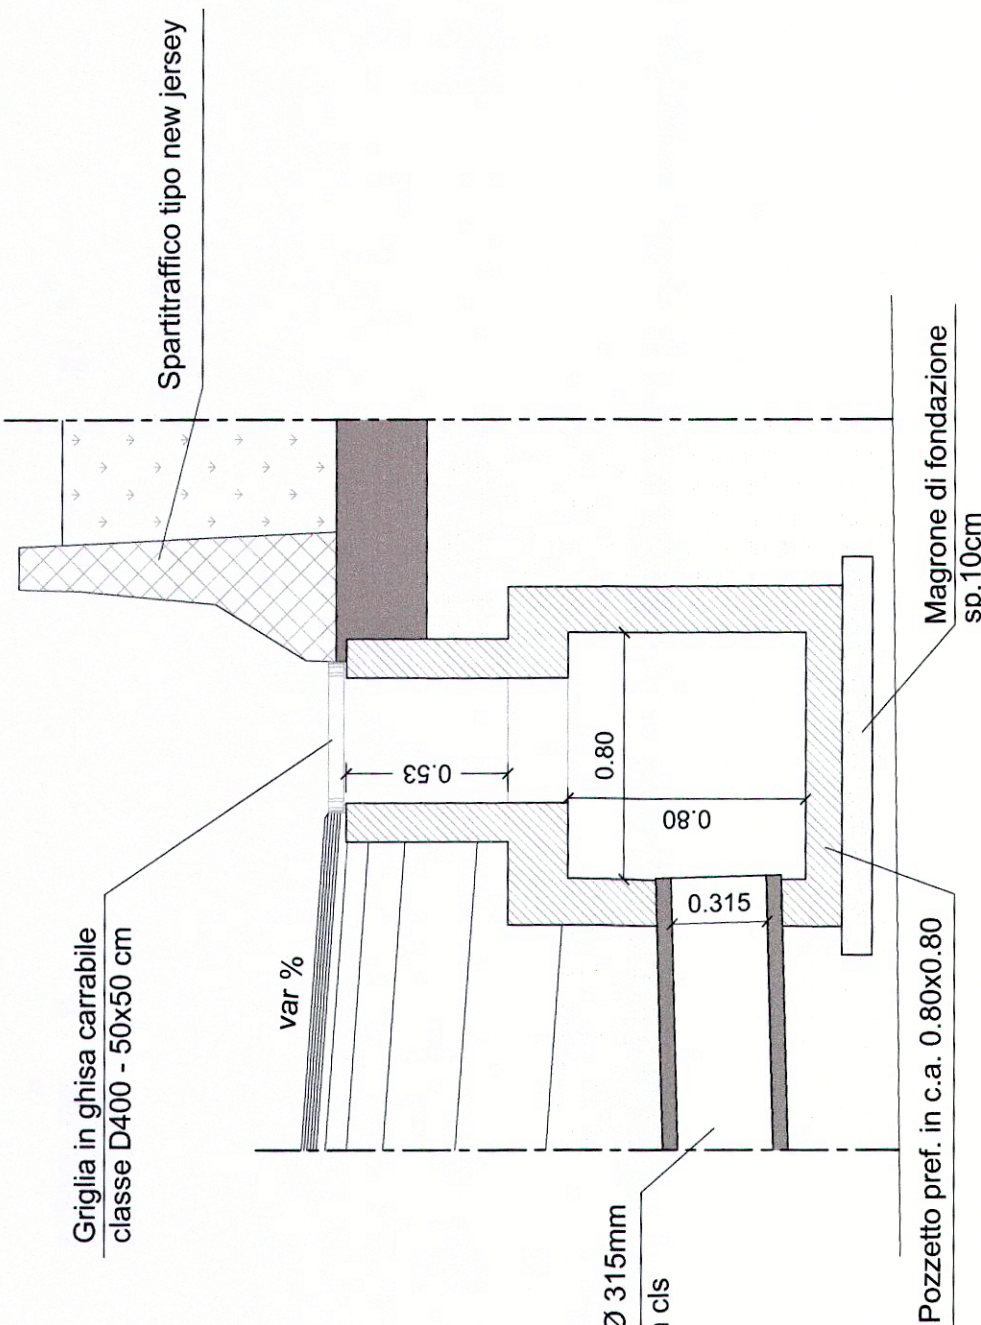 Spartitraffico tipo new jersey
Griglia in ghisa carrabile
classe D400 - 50x50 cm
var %
0.53
0.80
0.80
0.315
Ø 315mm
cls
Magrone di fondazione
sp.10cm
Pozzetto pref. in c.a. 0.80x0.80